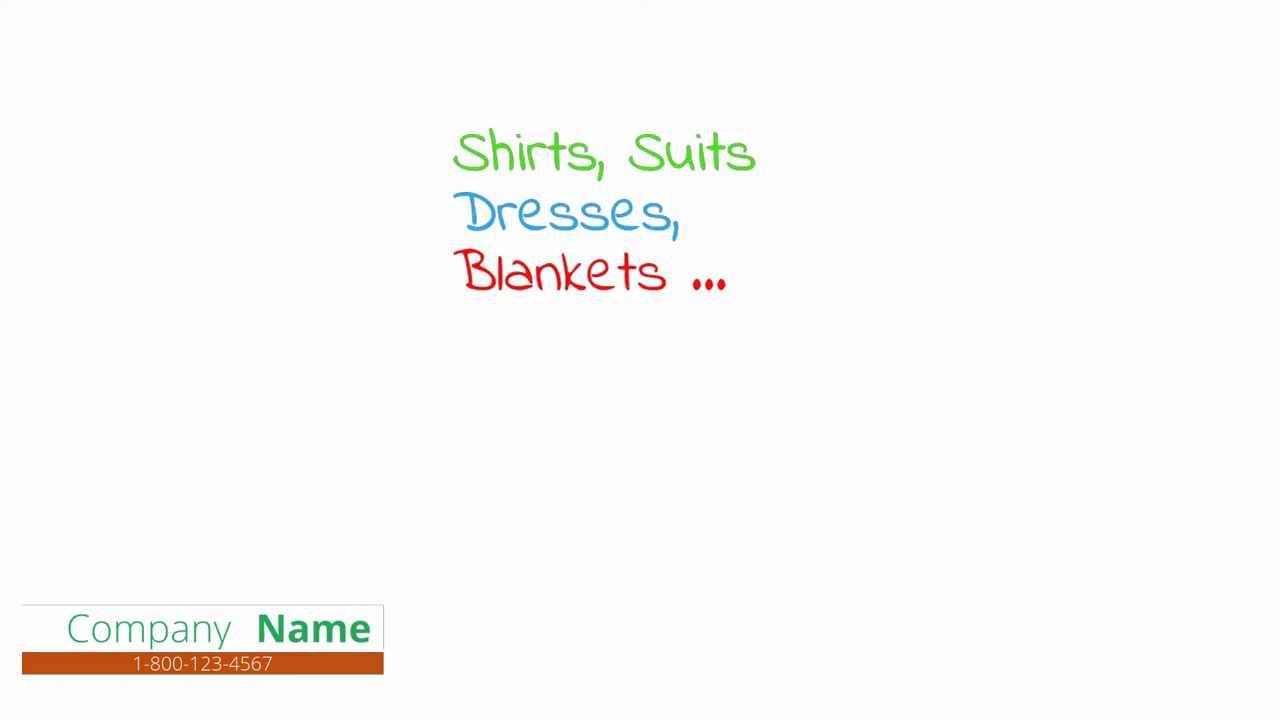 Shirts, Suits
Dresses,
Blankets ...
Company Name
1-800-123-4567